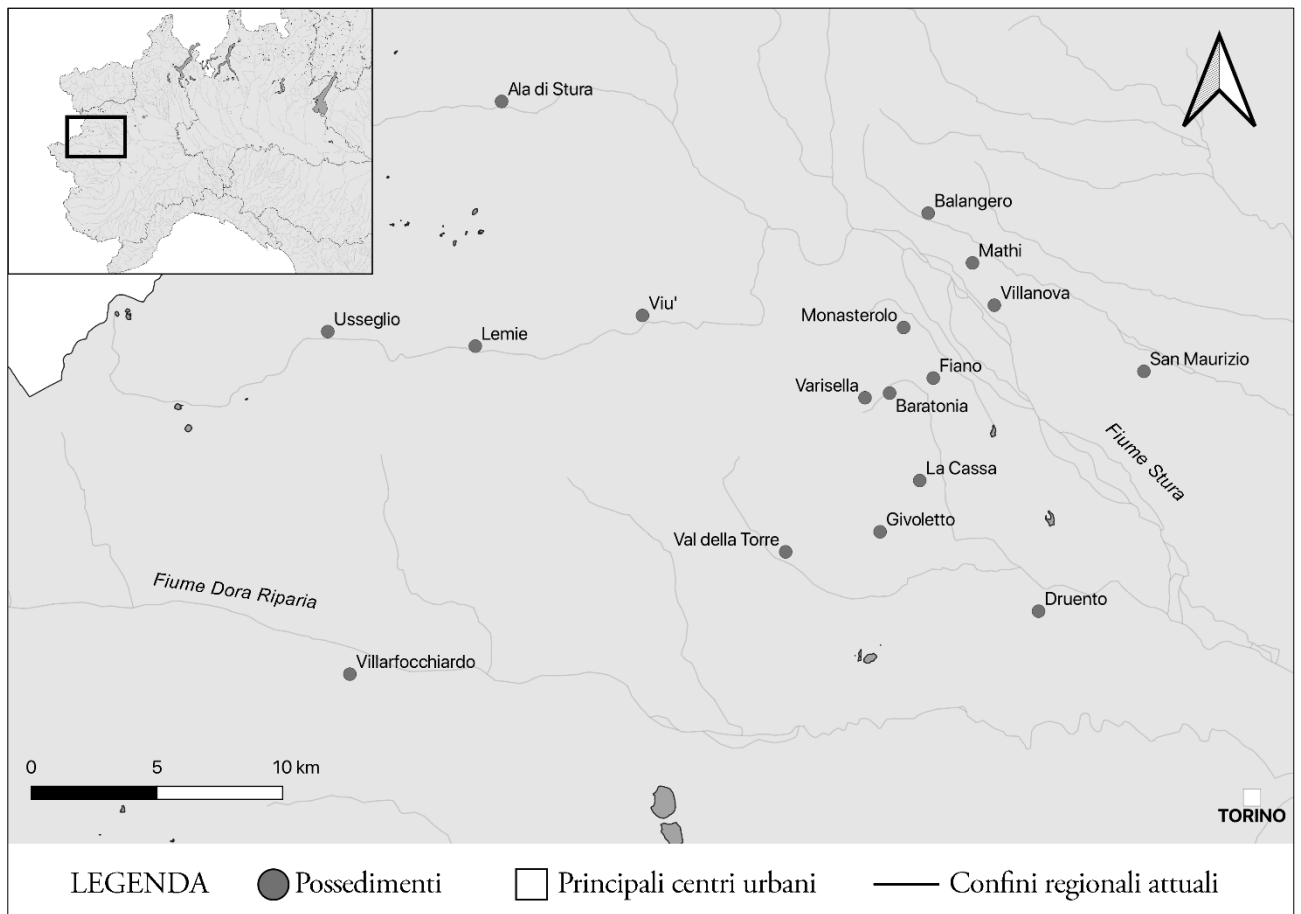 Ala di Stura
Balangero
Mathi
Villanova
Viu'
Monasterolo
Usseglio
Lemie
San Maurizio
Fiano
Varisella
Baratonia
Fiume Stura
La Cassa
Givoletto
Val della Torre
Fiume Dora Riparia
Druento
Villarfocchiardo
0 5 10 km
TORINO
LEGENDA Possedimenti Principali centri urbani Confini regionali attuali